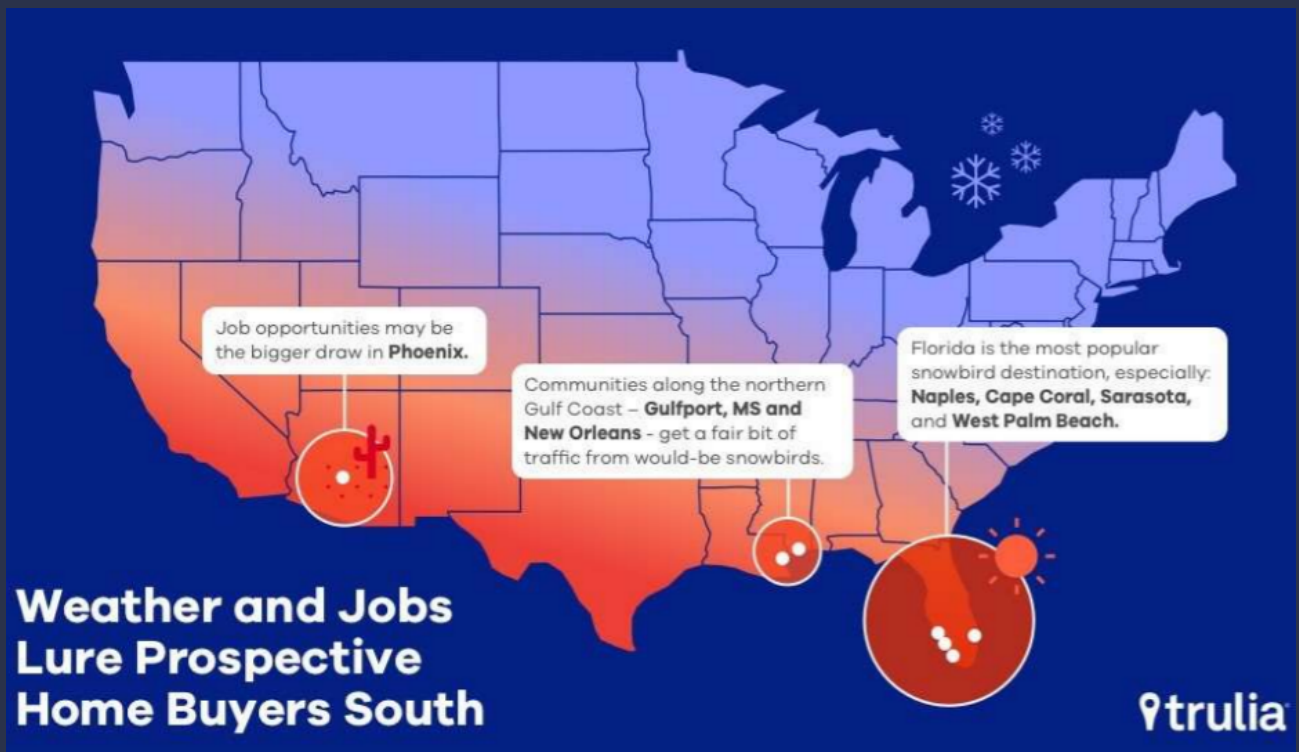 Job opportunities may be
the bigger draw in Phoenix.
Communities along the northern
Gulf Coast – Gulfport, MS and
New Orleans - get a fair bit of
traffic from would-be snowbirds.
Florida is the most popular
snowbird destination, especially:
Naples, Cape Coral, Sarasota,
and West Palm Beach.
Weather and Jobs
Lure Prospective
Home Buyers South
trulia